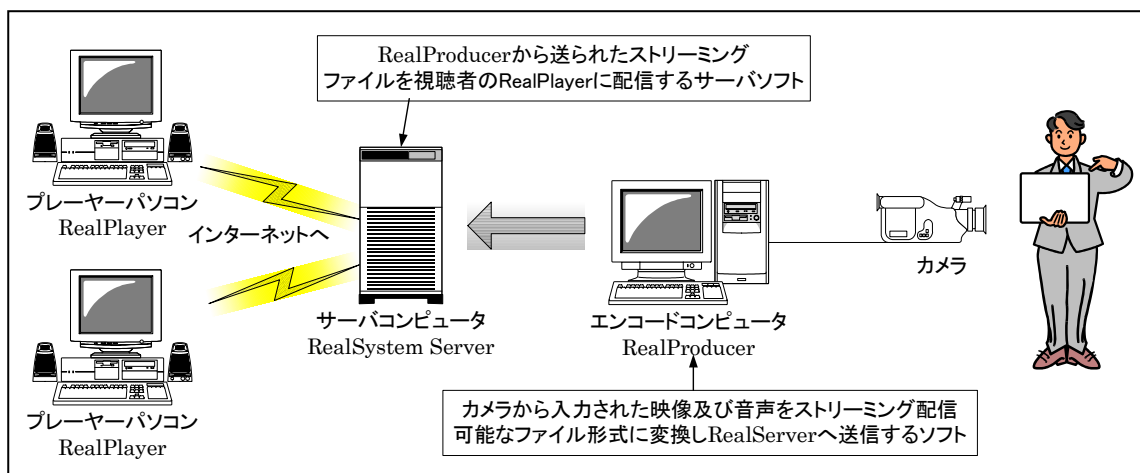 RealProducerから送られたストリーミング
ファイルを視聴者のRealPlayerに配信するサーバソフト
プレーヤーパソコン
RealPlayer
インターネットへ
カメラ
サーバコンピュータ
RealSystem Server
エンコードコンピュータ
RealProducer
プレーヤーパソコン
RealPlayer
カメラから入力された映像及び音声をストリーミング配信
可能なファイル形式に変換しRealServerへ送信するソフト